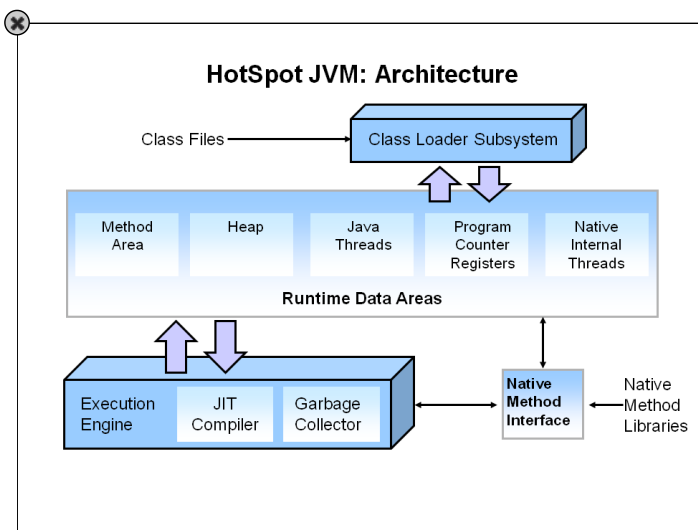 HotSpot JVM: Architecture
Class Files
Class Loader Subsystem
Method
Area
Heap
Java
Threads
Program
Counter
Registers
Native
Internal
Threads
Runtime Data Areas
Execution
Engine
JIT
Compiler
Garbage
Collector
Native
Method
Interface
Native
Method
Libraries